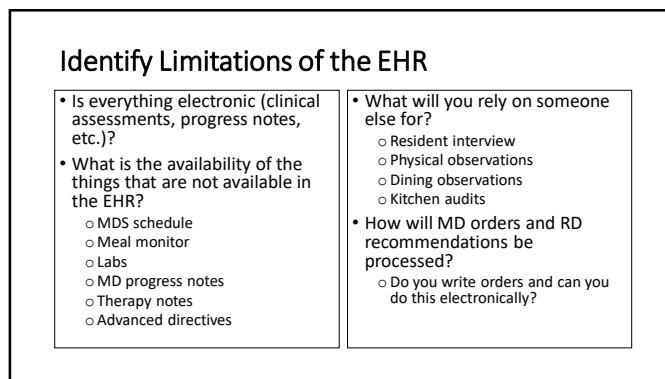 Identify Limitations of the EHR
• Is everything electronic (clinical
assessments, progress notes,
etc.)?
• What is the availability of the
things that are not available in
the EHR?
o MDS schedule
o Meal monitor
o Labs
o MD progress notes
o Therapy notes
o Advanced directives
• What will you rely on someone
else for?
o Resident interview
o Physical observations
o Dining observations
o Kitchen audits
• How will MD orders and RD
recommendations be
processed?
o Do you write orders and can you
do this electronically?